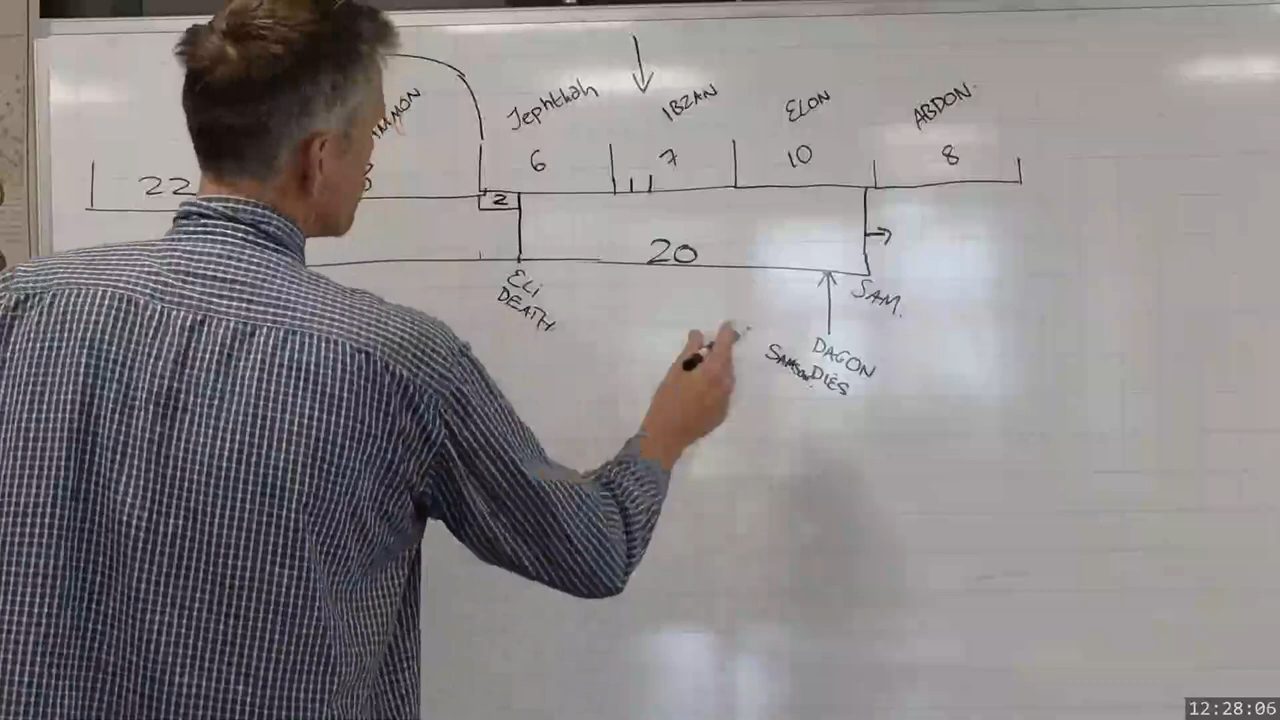 Jephthah
IBZAN
ELON
ABDON.
22
6
7
10
8
2
20
ELI
DEATH
SAM.
DAGON
DIES
SAMSON.
12:28:06